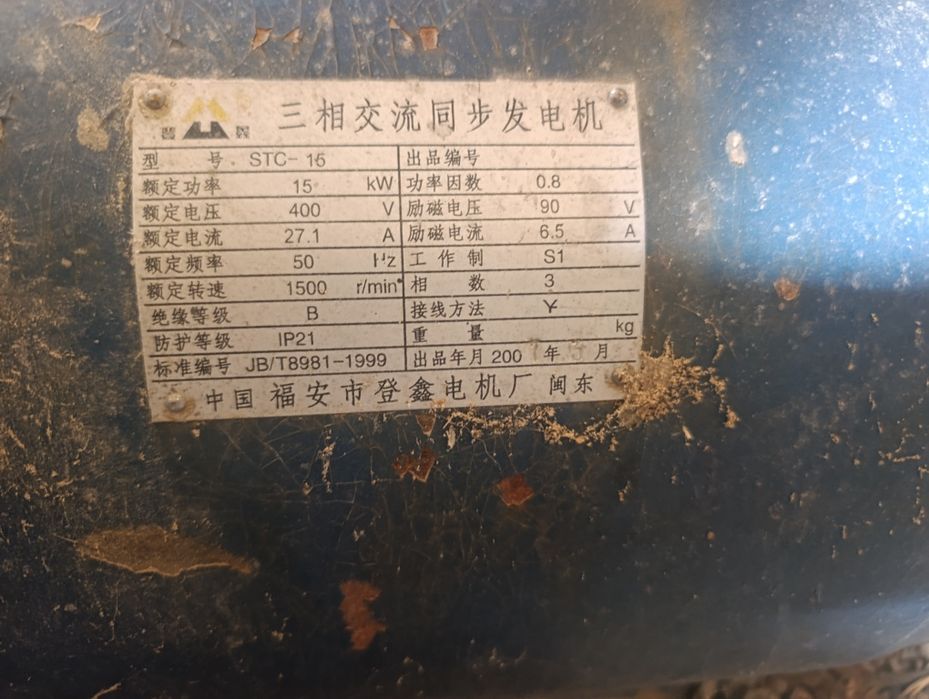 三相交流同步发电机
型 号 STC-15 出品编号
额定功率 15 kW 功率因数 0.8
额定电压 400 V 励磁电压 90 V
额定电流 27.1 A 励磁电流 6.5 A
额定频率 50 Hz 工作制 S1
额定转速 1500 r/min 相 数 3
绝缘等级 B 接线方法 Y
防护等级 IP21 重 量 kg
标准编号 JB/T8981-1999 出品年月 200 年 月
中国 福安市登鑫电机厂 闽东